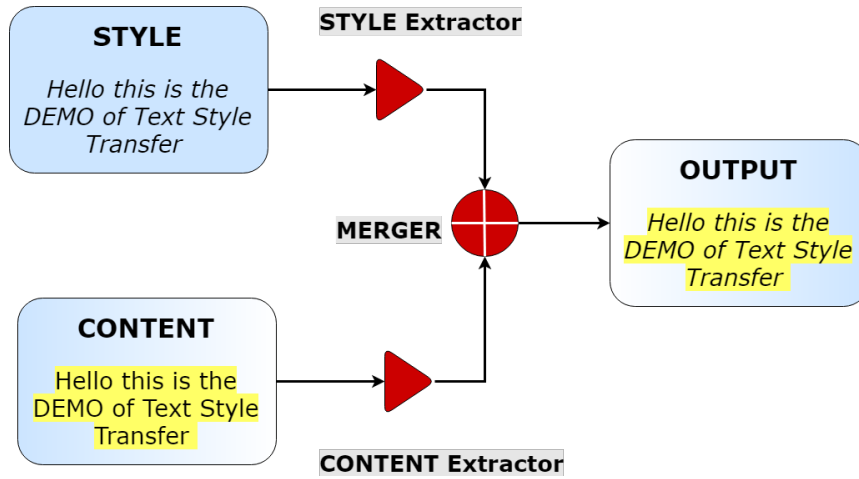 STYLE
Hello this is the
DEMO of Text Style
Transfer
STYLE Extractor
MERGER
OUTPUT
Hello this is the
DEMO of Text Style
Transfer
CONTENT
Hello this is the
DEMO of Text Style
Transfer
CONTENT Extractor